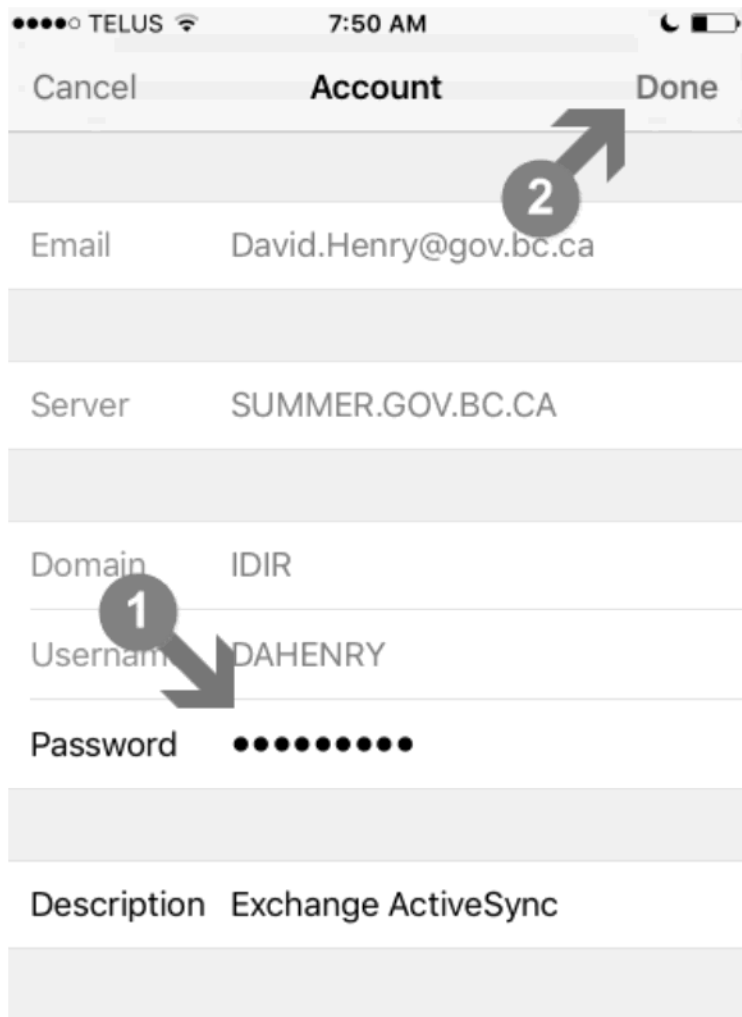 TELUS 7:50 AM
Cancel Account Done
2
Email David.Henry@gov.bc.ca
Server SUMMER.GOV.BC.CA
Domain IDIR
1
Username DAHENRY
Password •••••••••
Description Exchange ActiveSync